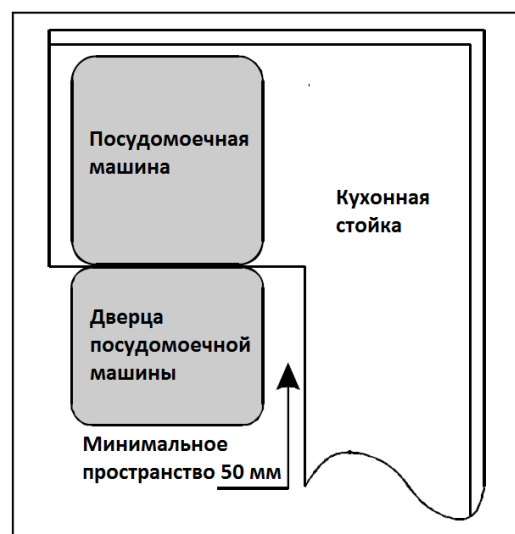 Посудомоечная
машина
Кухонная
стойка
Дверца
посудомоечной
машины
Минимальное
пространство 50 мм